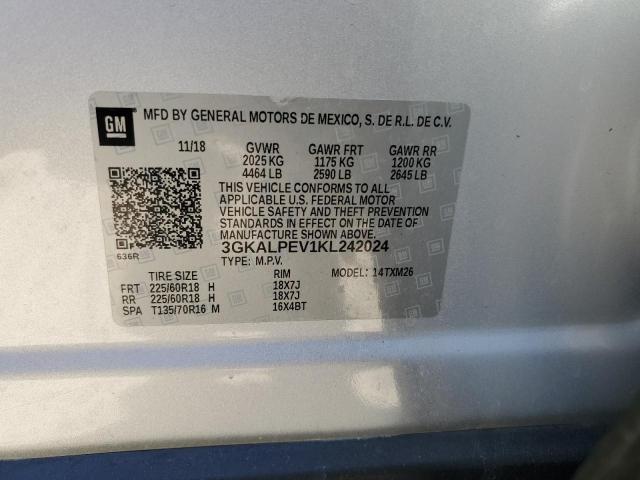 GM
MFD BY GENERAL MOTORS DE MEXICO, S. DE R.L. DE C.V.
11/18 GVWR GAWR FRT GAWR RR
2025 KG 1175 KG 1200 KG
4464 LB 2590 LB 2645 LB
THIS VEHICLE CONFORMS TO ALL
APPLICABLE U.S. FEDERAL MOTOR
VEHICLE SAFETY AND THEFT PREVENTION
STANDARDS IN EFFECT ON THE DATE OF
MANUFACTURE SHOWN ABOVE.
3GKALPEV1KL242024
636R
TYPE: M.P.V. MODEL: 14TXM26
TIRE SIZE RIM
FRT 225/60R18 H 18X7J
RR 225/60R18 H 18X7J
SPA T135/70R16 M 16X4BT